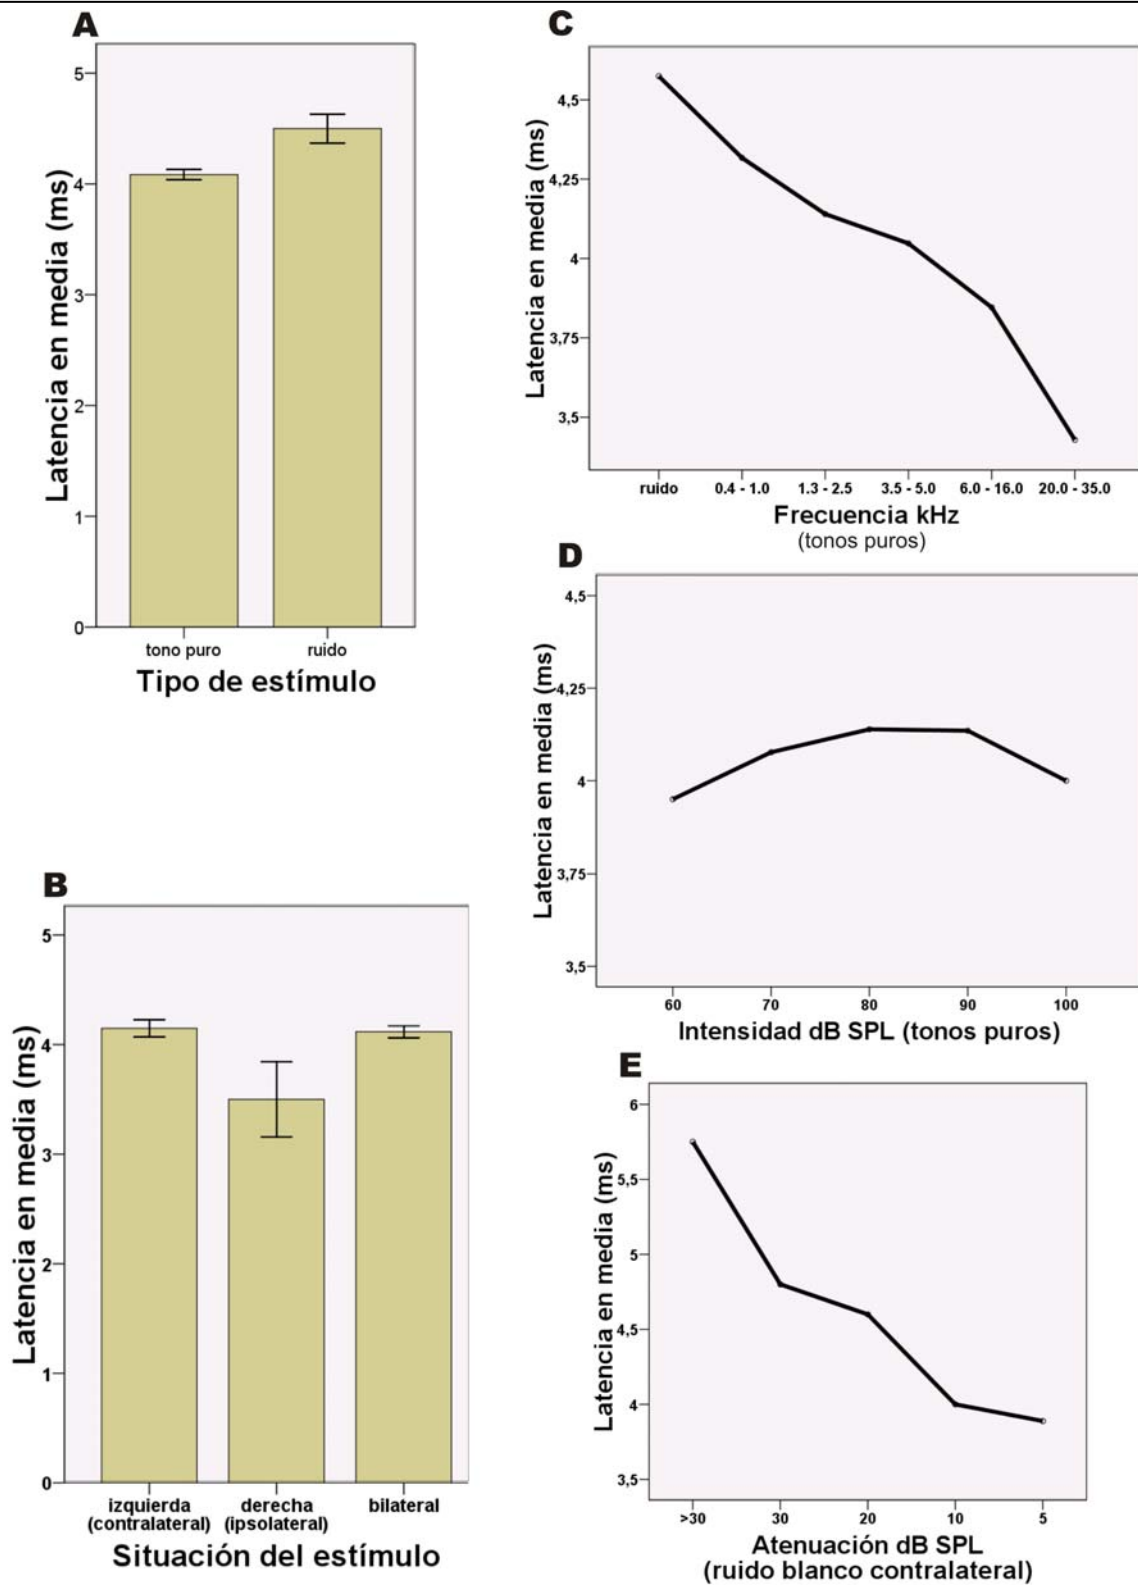 A
Latencia en media (ms)
5
4
3
2
1
0
tono puro ruido
Tipo de estímulo
B
Latencia en media (ms)
5
4
3
2
1
0
izquierda derecha bilateral
(contralateral) (ipsolateral)
Situación del estímulo
C
Latencia en media (ms)
4,5
4,25
4
3,75
3,5
ruido 0.4 - 1.0 1.3 - 2.5 3.5 - 5.0 6.0 - 16.0 20.0 - 35.0
Frecuencia kHz
(tonos puros)
D
Latencia en media (ms)
4,5
4,25
4
3,75
3,5
60 70 80 90 100
Intensidad dB SPL (tonos puros)
E
Latencia en media (ms)
6
5,5
5
4,5
4
3,5
>30 30 20 10 5
Atenuación dB SPL
(ruido blanco contralateral)